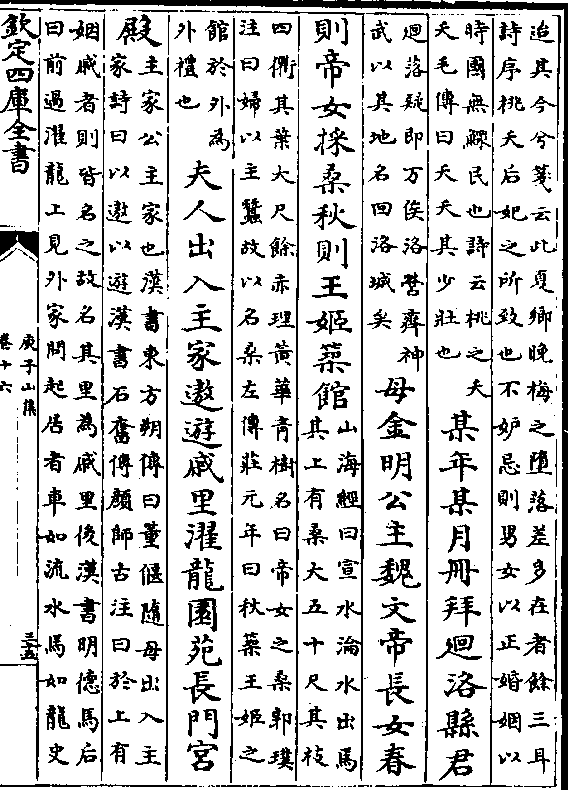 迨其今兮箋云此夏鄉晚梅之墮落差多在者餘三耳
詩序桃夭后妃之所致也不妒忌則男女以正婚姻以
時國無鰥民也詩云桃之夭
夭毛傳曰夭夭其少壯也
某年某月冊拜迴洛縣君
迴洛疑即万俟洛營齊神
武以其地名回洛城矣
母金明公主魏文帝長女春
則帝女採桑秋則王姬築館
山海經曰宣水淪水出焉
其上有桑大五十尺其枝
四衢其葉大尺餘赤理黃華青樹名曰帝女之桑郭璞
注曰婦以主蠶故以名桑左傳莊元年曰秋築王姬之
館於外為
外禮也
夫人出入主家遨遊戚里濯龍園苑長門宮
殿
主家公主家也漢書東方朔傳曰董偃隨母出入主
家詩曰以遨以遊漢書石奮傳顏師古注曰於上有
姻戚者則皆名之故名其里為戚里後漢書明德馬后
曰前過濯龍上見外家問起居者車如流水馬如龍史
欽定四庫全書
庾子山集
卷十六
三五